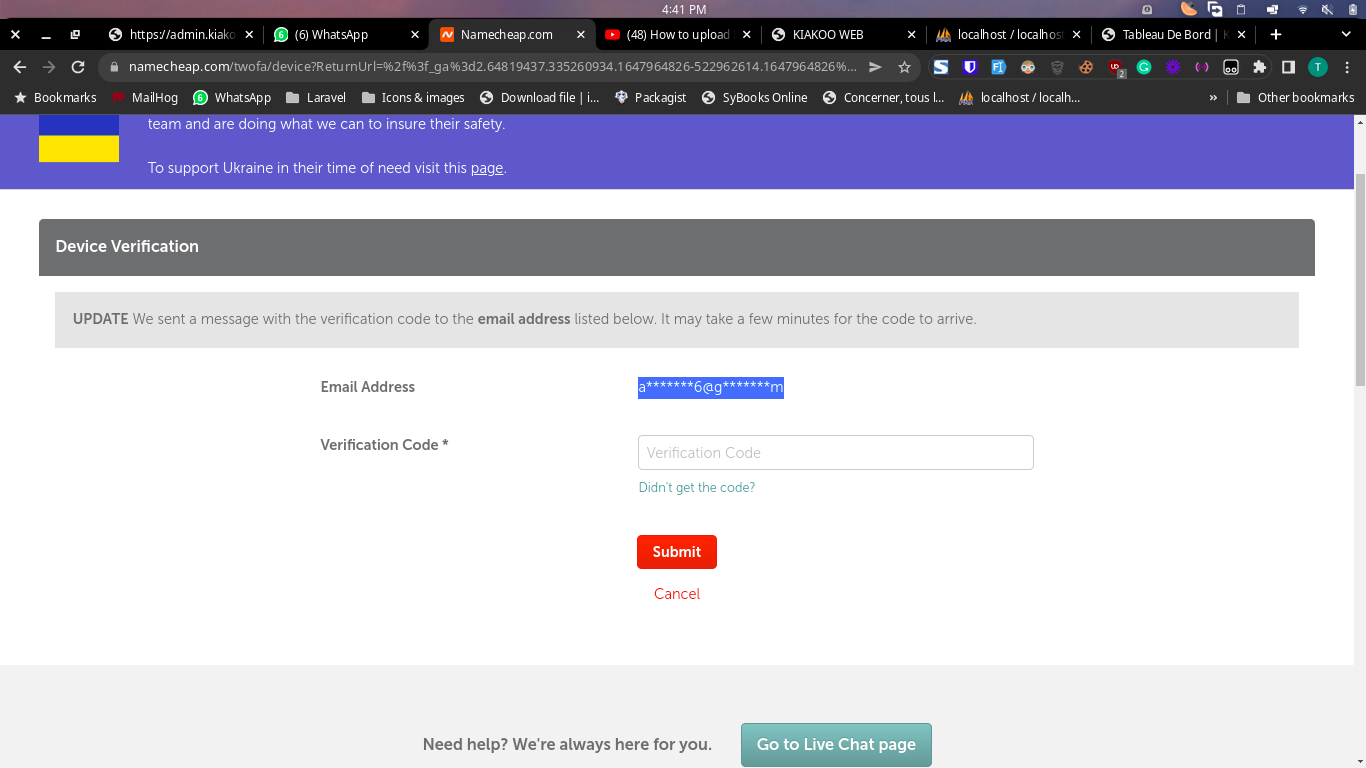 4:41 PM
https://admin.kiako
(6) WhatsApp
Namecheap.com
(48) How to upload
KIAKOO WEB
localhost / localhost
Tableau De Bord | K
namecheap.com/twofa/device?ReturnUrl=%2f%3f_ga%3d2.64819437.335260934.1647964826-522962614.1647964826%...
2
T
Bookmarks
MailHog
WhatsApp
Laravel
Icons & images
Download file | i...
Packagist
SyBooks Online
Concerner, tous l...
localhost / localh...
»
Other bookmarks
team and are doing what we can to insure their safety.
To support Ukraine in their time of need visit this page.
Device Verification
UPDATE We sent a message with the verification code to the email address listed below. It may take a few minutes for the code to arrive.
Email Address
a*******6@g*******m
Verification Code *
Verification Code
Didn't get the code?
Submit
Cancel
Need help? We're always here for you.
Go to Live Chat page